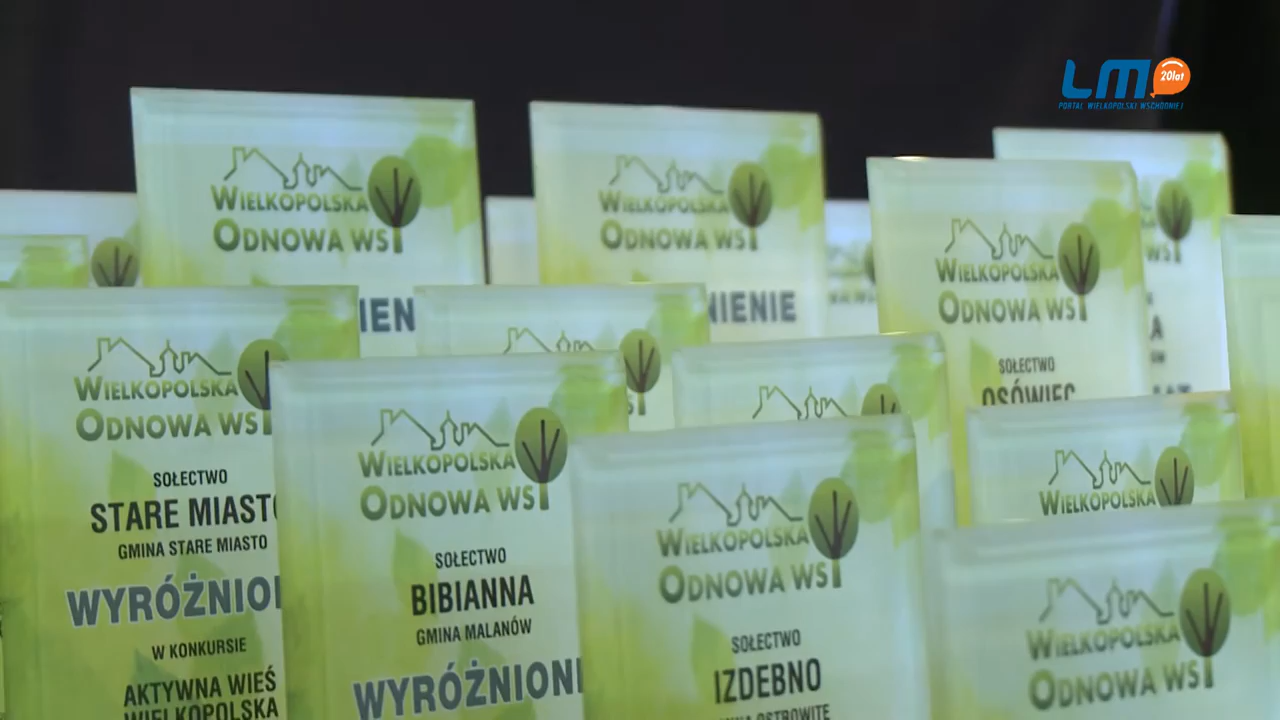 LM
20lat
PORTAL WIELKOPOLSKI WSCHODNIEJ
WIELKOPOLSKA
ODNOWA WSI
WIELKOPOLSKA
ODNOWA WSI
NIENIE
WIELKOPOLSKA
ODNOWA WSI
SOŁECTWO
OSÓWIEC
WIELKOPOLSKA
ODNOWA WSI
SOŁECTWO
STARE MIASTO
GMINA STARE MIASTO
WYRÓŻNIONI
W KONKURSIE
AKTYWNA WIEŚ
WIELKOPOLSKA
IEN
WIELKOPOLSKA
ODNOWA WSI
SOŁECTWO
BIBIANNA
GMINA MALANÓW
WYRÓŻNIONI
WIELKOPOLSKA
ODNOWA WSI
SOŁECTWO
IZDEBNO
OSTROWITE
WIELKOPOLSKA
WIELKOPOLSKA
ODNOWA WSI